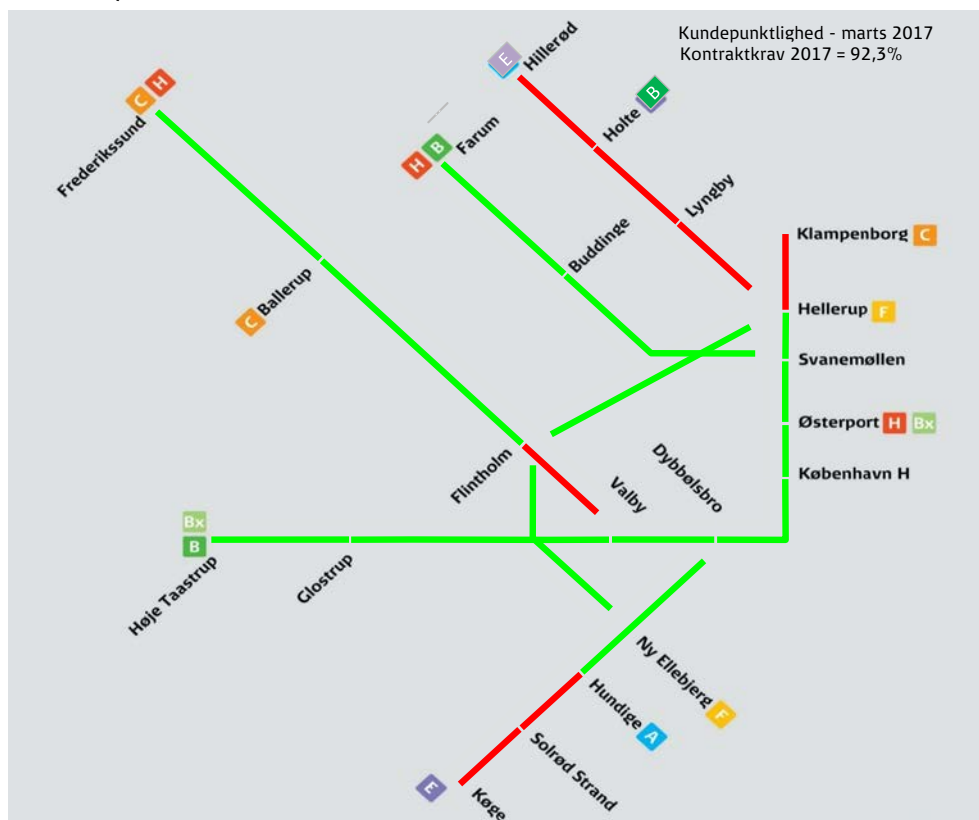 Kundepunktlighed - marts 2017
Kontraktkrav 2017 = 92,3%
E
Hillerød
B
Holte
C
H
Frederikssund
H
B
Farum
Lyngby
Klampenborg C
Buddinge
C
Ballerup
Hellerup F
Svanemøllen
Østerport H Bx
København H
Flintholm
Valby
Dybbølsbro
Bx
B
Høje Taastrup
Glostrup
Ny Ellebjerg
F
Hundige
A
Solrød Strand
E
Køge